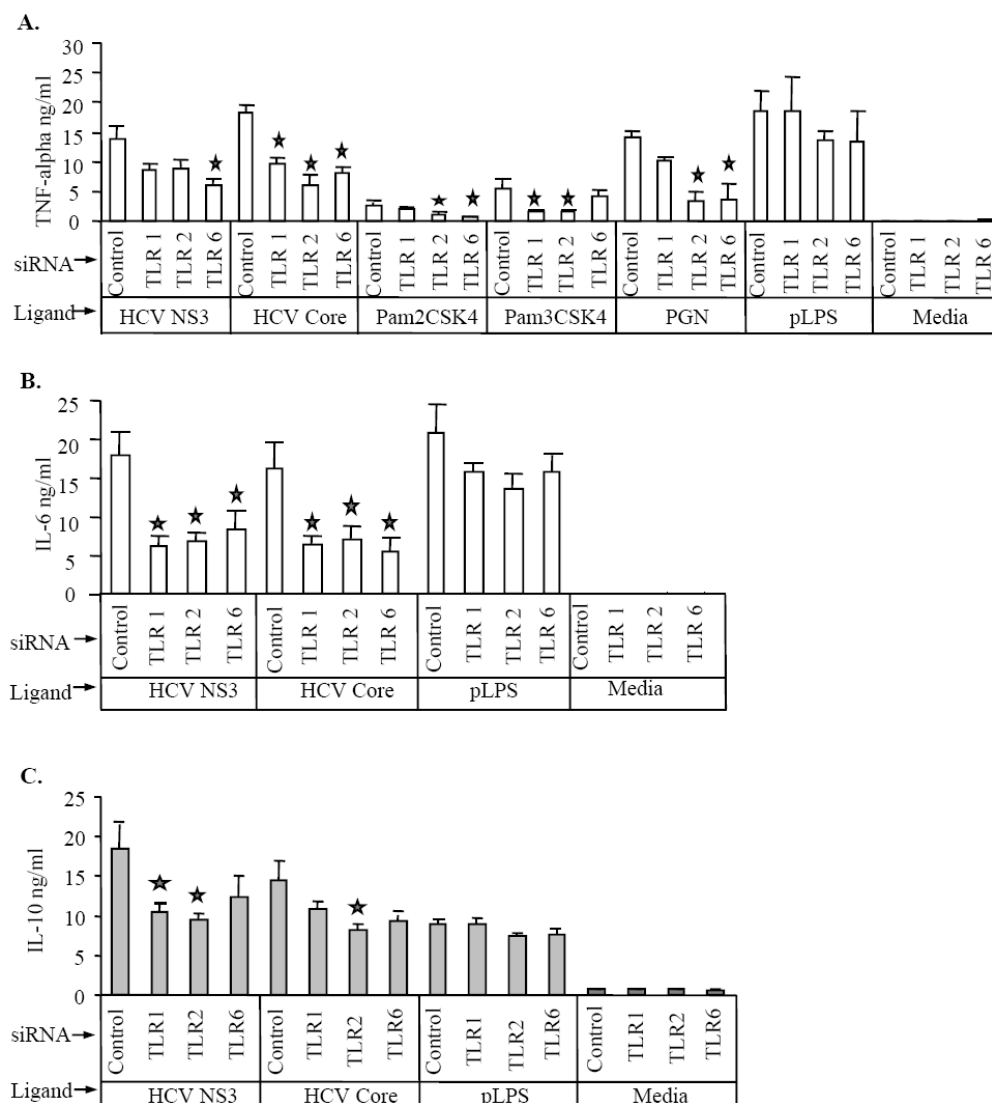 A.
30
25
20
15
10
5
0
TNF-alpha ng/ml
siRNA
Control TLR 1 TLR 2 TLR 6 Control TLR 1 TLR 2 TLR 6 Control TLR 1 TLR 2 TLR 6 Control TLR 1 TLR 2 TLR 6 Control TLR 1 TLR 2 TLR 6 Control TLR 1 TLR 2 TLR 6 Control TLR 1 TLR 2 TLR 6
Ligand HCV NS3 HCV Core Pam2CSK4 Pam3CSK4 PGN pLPS Media
B.
25
20
15
10
5
0
IL-6 ng/ml
siRNA
Control TLR 1 TLR 2 TLR 6 Control TLR 1 TLR 2 TLR 6 Control TLR 1 TLR 2 TLR 6 Control TLR 1 TLR 2 TLR 6
Ligand HCV NS3 HCV Core pLPS Media
C.
25
20
15
10
5
0
IL-10 ng/ml
siRNA
Control TLR1 TLR2 TLR6 Control TLR1 TLR2 TLR6 Control TLR1 TLR2 TLR6 Control TLR1 TLR2 TLR6
Ligand HCV NS3 HCV Core pLPS Media